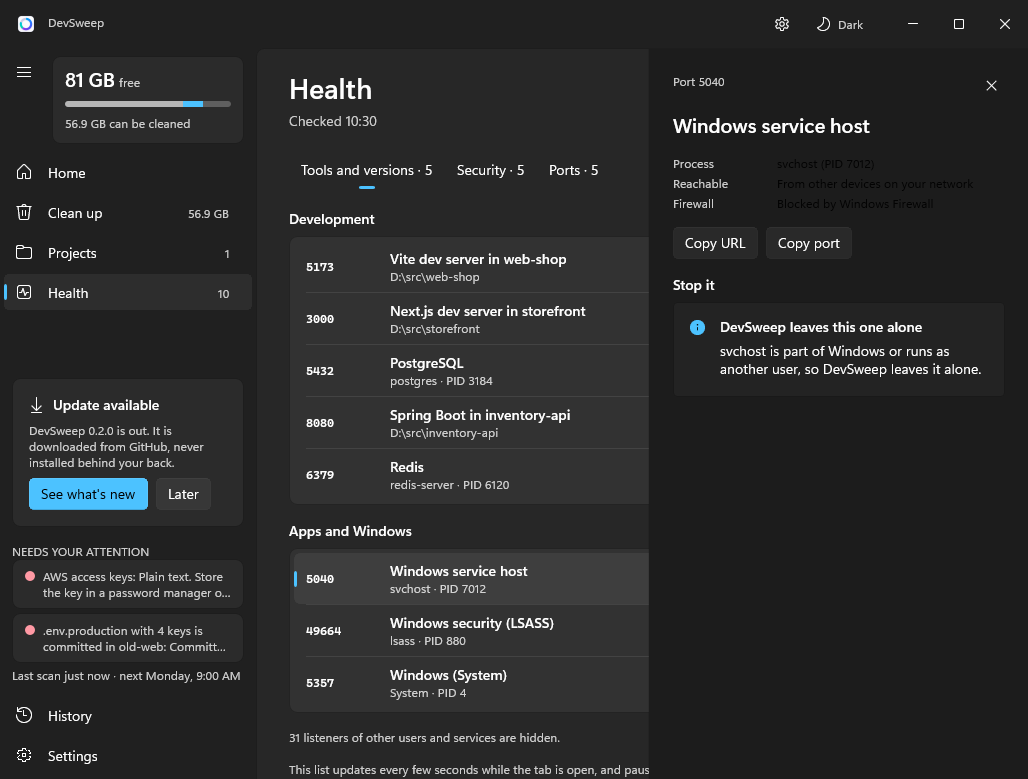 DevSweep
Dark
81 GB free
56.9 GB can be cleaned
Home
Clean up 56.9 GB
Projects 1
Health 10
Update available
DevSweep 0.2.0 is out. It is
downloaded from GitHub, never
installed behind your back.
See what's new Later
NEEDS YOUR ATTENTION
AWS access keys: Plain text. Store
the key in a password manager o...
.env.production with 4 keys is
committed in old-web: Committ...
Last scan just now · next Monday, 9:00 AM
History
Settings
Health
Checked 10:30
Tools and versions · 5 Security · 5 Ports · 5
Development
5173 Vite dev server in web-shop
D:\src\web-shop
3000 Next.js dev server in storefront
D:\src\storefront
5432 PostgreSQL
postgres · PID 3184
8080 Spring Boot in inventory-api
D:\src\inventory-api
6379 Redis
redis-server · PID 6120
Apps and Windows
5040 Windows service host
svchost · PID 7012
49664 Windows security (LSASS)
lsass · PID 880
5357 Windows (System)
System · PID 4
31 listeners of other users and services are hidden.
This list updates every few seconds while the tab is open, and paus
Port 5040
Windows service host
Process svchost (PID 7012)
Reachable From other devices on your network
Firewall Blocked by Windows Firewall
Copy URL Copy port
Stop it
DevSweep leaves this one alone
svchost is part of Windows or runs as
another user, so DevSweep leaves it alone.